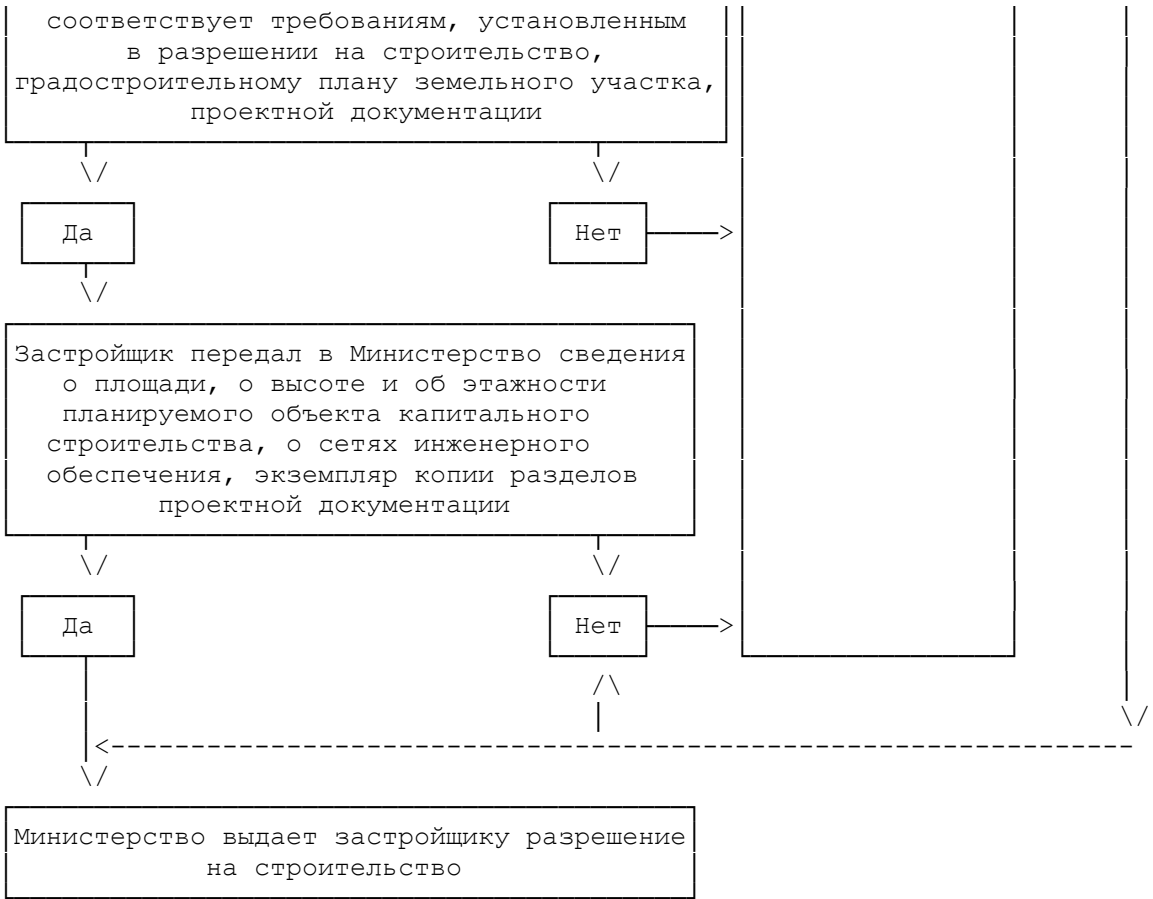 соответствует требованиям, установленным
в разрешении на строительство,
градостроительному плану земельного участка,
проектной документации
Да
Нет
Застройщик передал в Министерство сведения
о площади, о высоте и об этажности
планируемого объекта капитального
строительства, о сетях инженерного
обеспечения, экземпляр копии разделов
проектной документации
Да
Нет
Министерство выдает застройщику разрешение
на строительство